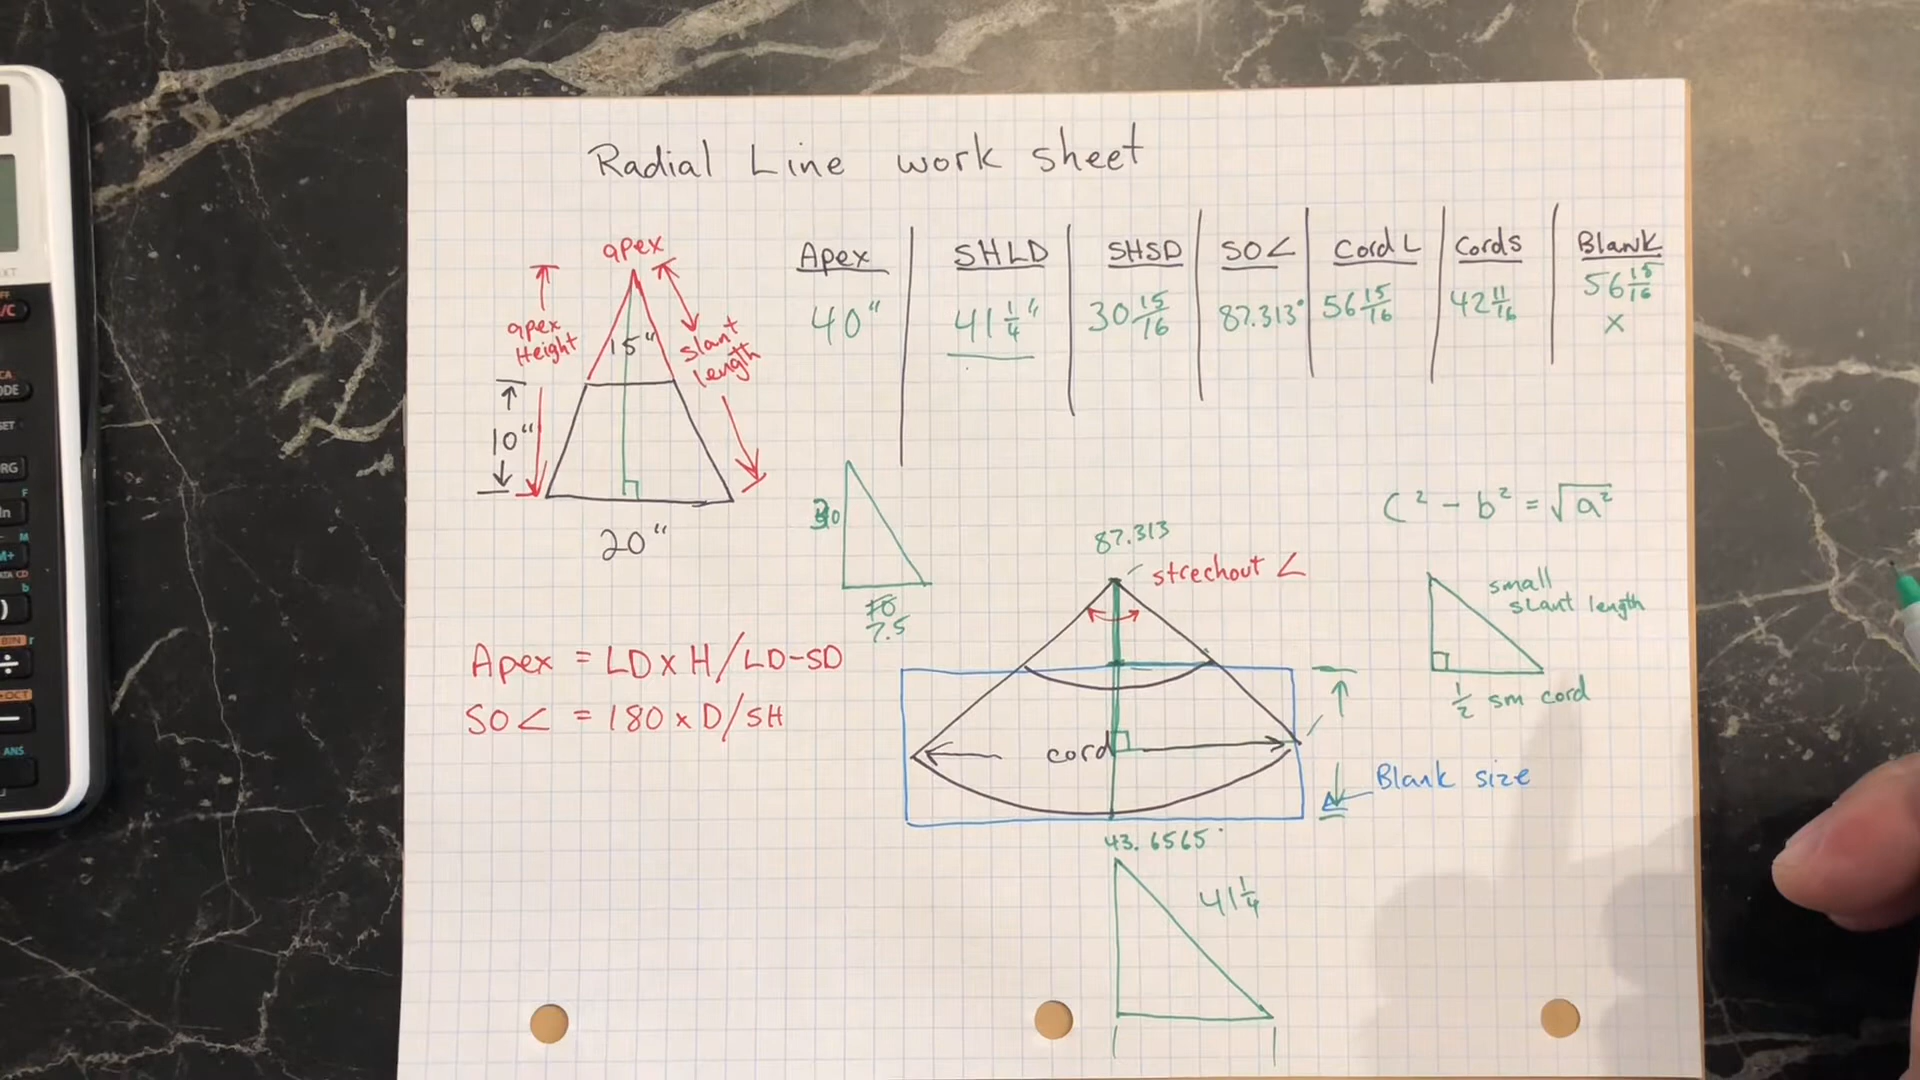 Radial Line work sheet
apex
apex
Height
15"
slant
length
10"
20"
Apex
40"
SHLD
41 1/4"
SHSD
30 15/16
SO∠
87.313°
Cord L
56 15/16
Cord S
42 11/16
Blank
56 15/16
X
7.5
C² - b² = √a²
87.313
strechout ∠
small
slant length
1/2 sm cord
Apex = LD x H/LD-SD
SO∠ = 180 x D/SH
cord
Blank size
43.6565°
41 1/4
÷
ANS